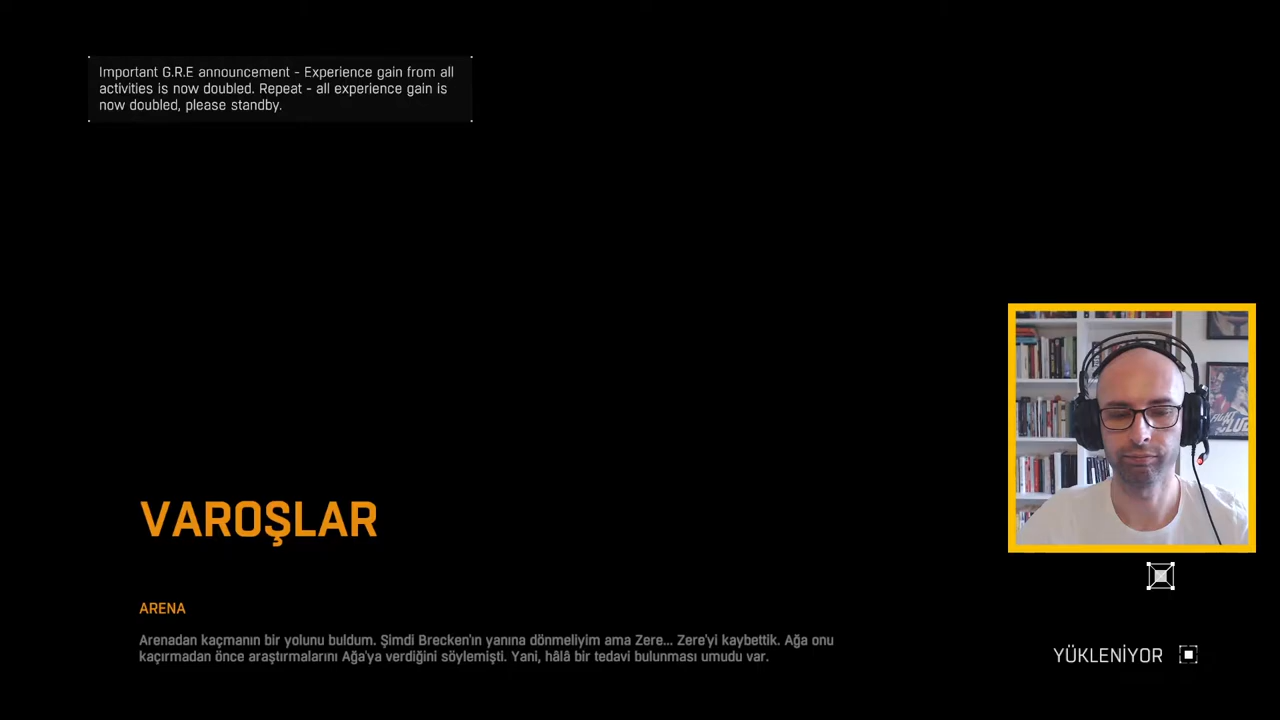 Important G.R.E announcement - Experience gain from all
activities is now doubled. Repeat - all experience gain is
now doubled, please standby.
VAROŞLAR
ARENA
Arenadan kaçmanın bir yolunu buldum. Şimdi Brecken'ın yanına dönmeliyim ama Zere... Zere'yi kaybettik. Ağa onu
kaçırmadan önce araştırmalarını Ağa'ya verdiğini söylemişti. Yani, hâlâ bir tedavi bulunması umudu var.
YÜKLENİYOR
FIGHT
CLUB